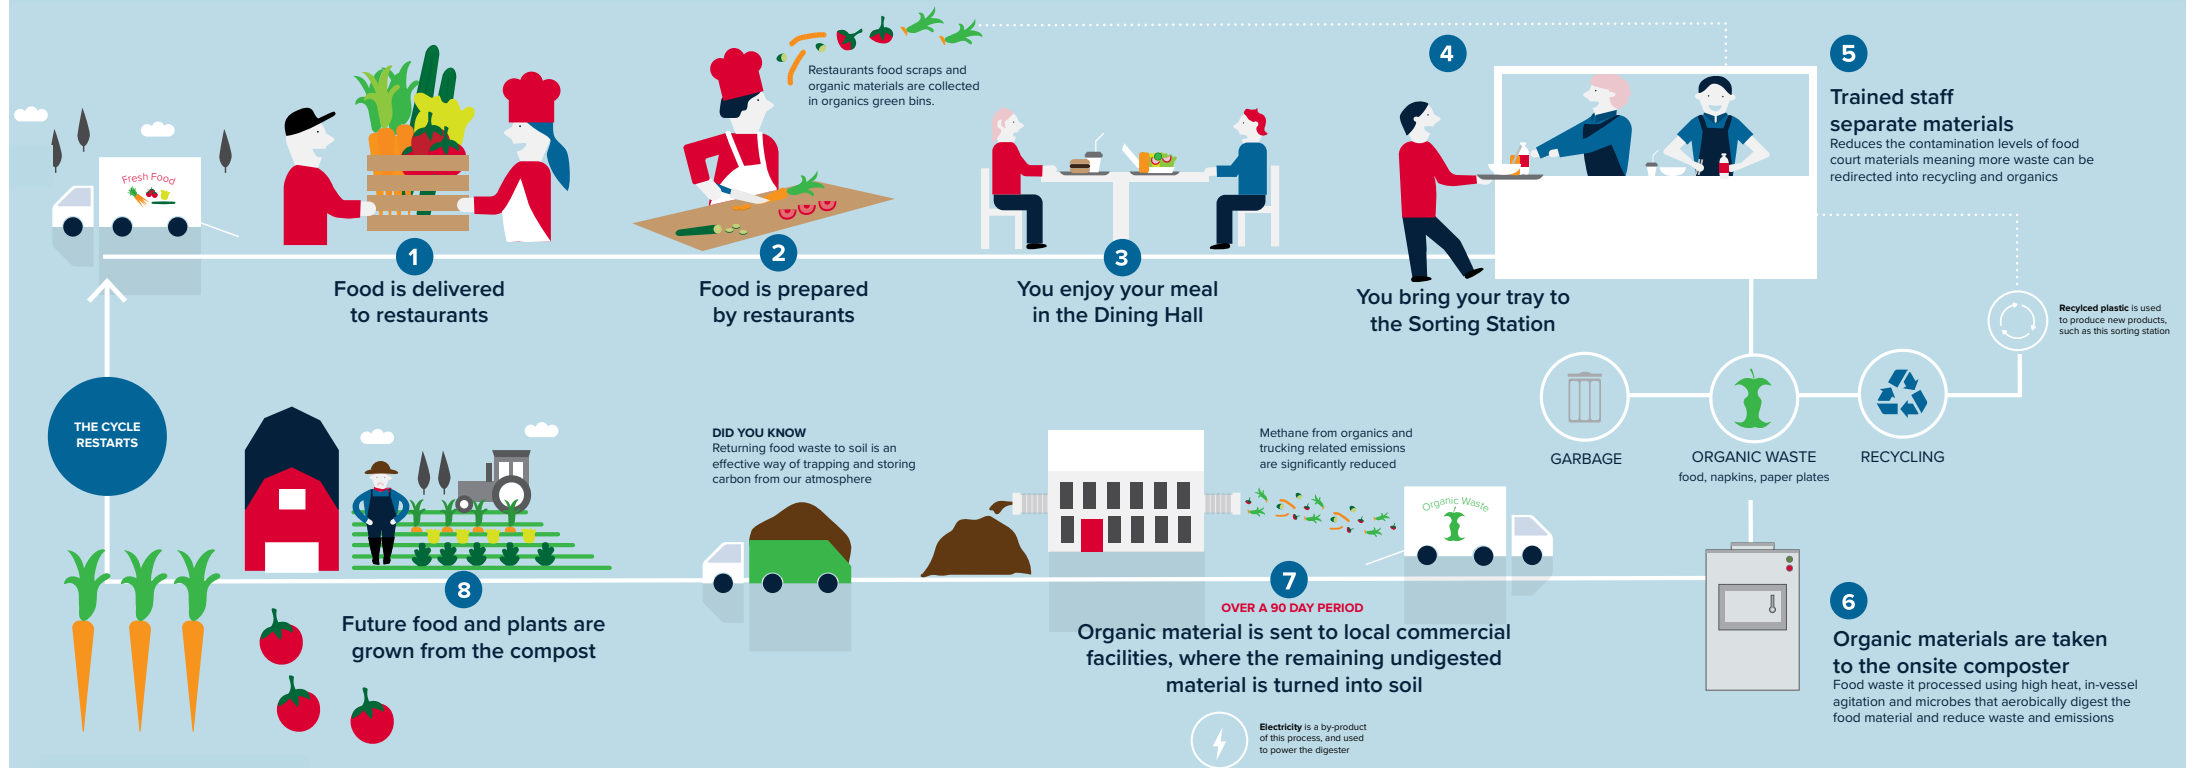 Fresh Food
1
Food is delivered
to restaurants
Restaurants food scraps and
organic materials are collected
in organics green bins.
2
Food is prepared
by restaurants
3
You enjoy your meal
in the Dining Hall
4
You bring your tray to
the Sorting Station
5
Trained staff
separate materials
Reduces the contamination levels of food
court materials meaning more waste can be
redirected into recycling and organics
Recylced plastic is used
to produce new products,
such as this sorting station
GARBAGE
ORGANIC WASTE
food, napkins, paper plates
RECYCLING
6
Organic materials are taken
to the onsite composter
Food waste it processed using high heat, in-vessel
agitation and microbes that aerobically digest the
food material and reduce waste and emissions
Organic Waste
Methane from organics and
trucking related emissions
are significantly reduced
7
OVER A 90 DAY PERIOD
Organic material is sent to local commercial
facilities, where the remaining undigested
material is turned into soil
Electricity is a by-product
of this process, and used
to power the digester
DID YOU KNOW
Returning food waste to soil is an
effective way of trapping and storing
carbon from our atmosphere
8
Future food and plants are
grown from the compost
THE CYCLE
RESTARTS